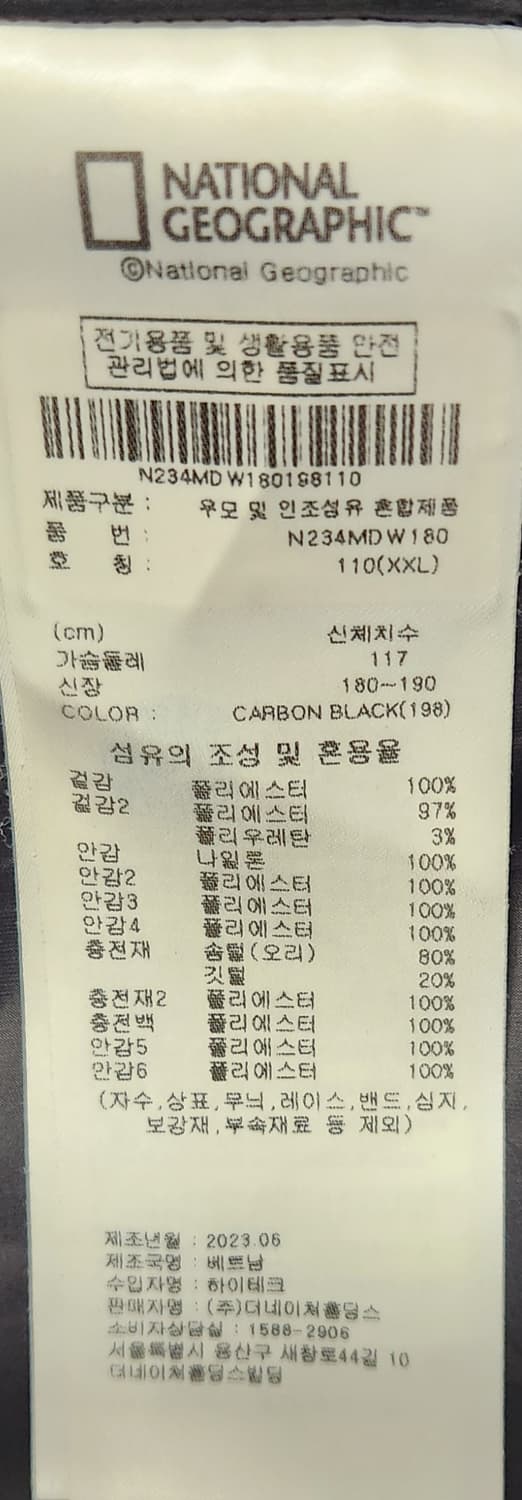 NATIONAL
GEOGRAPHIC™
©National Geographic
전기용품 및 생활용품 안전
관리법에 의한 품질표시
N234MDW180198110
제품구분 : 우모 및 인조섬유 혼합제품
품 번 : N234MDW180
호 칭 : 110(XXL)
(cm) 신체치수
가슴둘레 117
신장 180~190
COLOR : CARBON BLACK(198)
섬유의 조성 및 혼용율
겉감 폴리에스터 100%
겉감2 폴리에스터 97%
폴리우레탄 3%
안감 나일론 100%
안감2 폴리에스터 100%
안감3 폴리에스터 100%
안감4 폴리에스터 100%
충전재 솜털(오리) 80%
깃털 20%
충전재2 폴리에스터 100%
충전백 폴리에스터 100%
안감5 폴리에스터 100%
안감6 폴리에스터 100%
(자수,상표,무늬,레이스,밴드,심지,
보강재,부속재료 등 제외)
제조년월 : 2023.06
제조국명 : 베트남
수입자명 : 하이테크
판매자명 : (주)더네이쳐홀딩스
소비자상담실 : 1588-2906
서울특별시 용산구 새창로44길 10
더네이쳐홀딩스빌딩